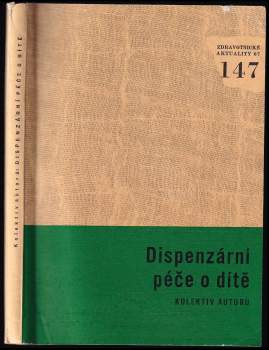 Kolektiv autorů: DISPENZÁRNÍ PÉČE O DÍTĚ
ZDRAVOTNICKÉ
AKTUALITY 67
147
Dispenzární
péče o dítě
KOLEKTIV AUTORŮ